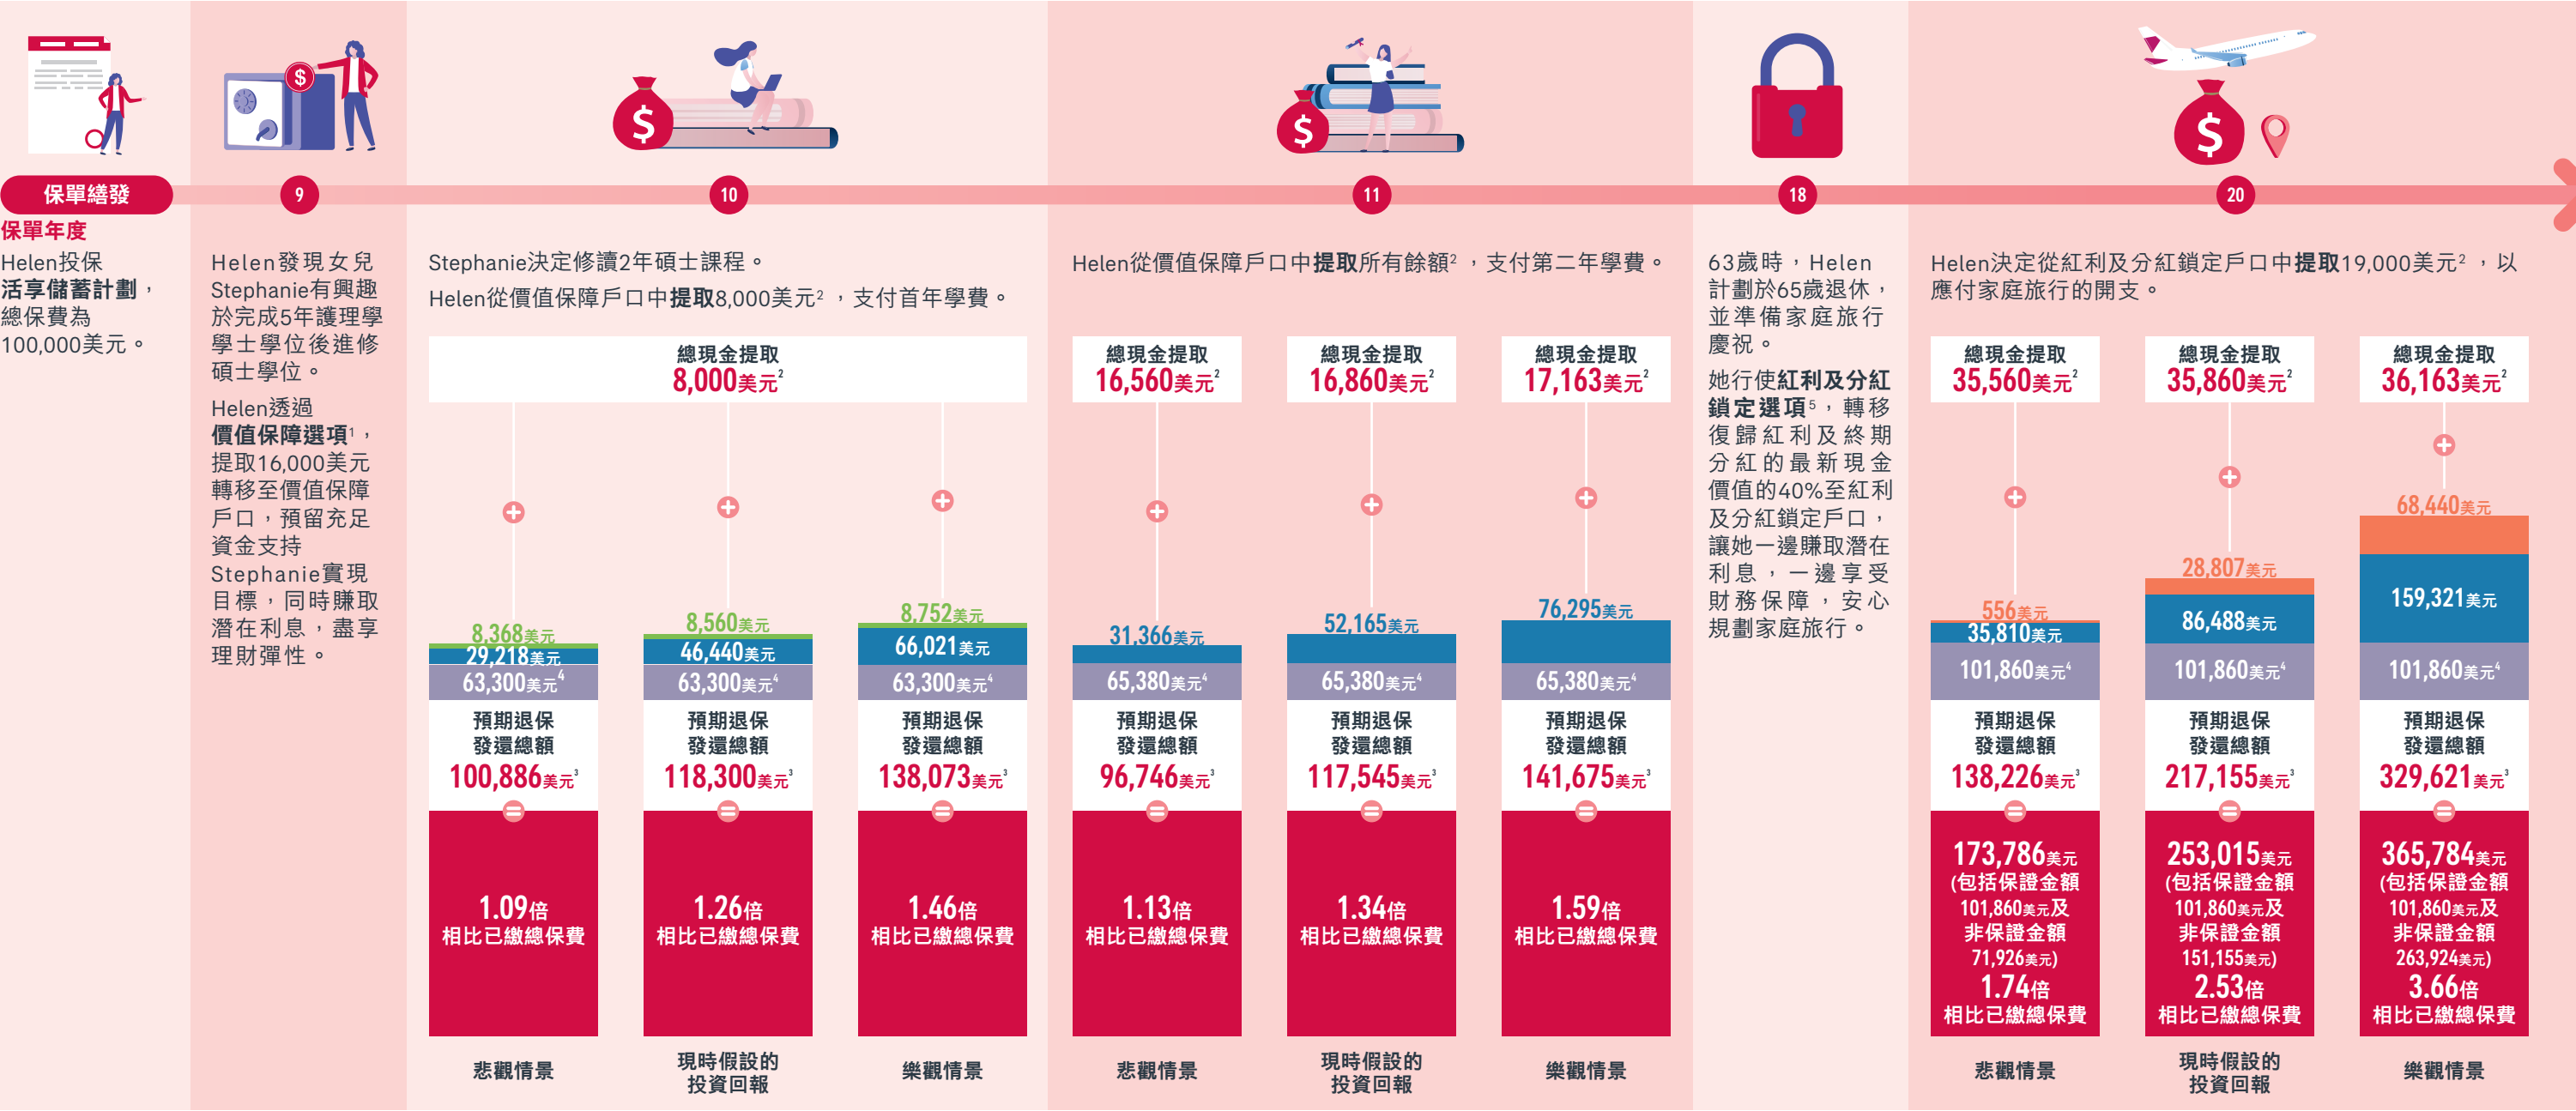 保單繕發
9
10
11
18
20
保單年度
Helen投保
活享儲蓄計劃，
總保費為
100,000美元。
Helen發現女兒
Stephanie有興趣
於完成5年護理學
學士學位後進修
碩士學位。
Helen透過
價值保障選項1，
提取16,000美元
轉移至價值保障
戶口，預留充足
資金支持
Stephanie實現
目標，同時賺取
潛在利息，盡享
理財彈性。
Stephanie決定修讀2年碩士課程。
Helen從價值保障戶口中提取8,000美元2，支付首年學費。
總現金提取
8,000美元2
8,368美元
29,218美元
63,300美元4
預期退保
發還總額
100,886美元3
1.09倍
相比已繳總保費
悲觀情景
8,560美元
46,440美元
63,300美元4
預期退保
發還總額
118,300美元3
1.26倍
相比已繳總保費
現時假設的
投資回報
8,752美元
66,021美元
63,300美元4
預期退保
發還總額
138,073美元3
1.46倍
相比已繳總保費
樂觀情景
Helen從價值保障戶口中提取所有餘額2，支付第二年學費。
總現金提取
16,560美元2
31,366美元
65,380美元4
預期退保
發還總額
96,746美元3
1.13倍
相比已繳總保費
悲觀情景
總現金提取
16,860美元2
52,165美元
65,380美元4
預期退保
發還總額
117,545美元3
1.34倍
相比已繳總保費
現時假設的
投資回報
總現金提取
17,163美元2
76,295美元
65,380美元4
預期退保
發還總額
141,675美元3
1.59倍
相比已繳總保費
樂觀情景
63歲時，Helen
計劃於65歲退休，
並準備家庭旅行
慶祝。
她行使紅利及分紅
鎖定選項5，轉移
復歸紅利及終期
分紅的最新現金
價值的40%至紅利
及分紅鎖定戶口，
讓她一邊賺取潛在
利息，一邊享受
財務保障，安心
規劃家庭旅行。
Helen決定從紅利及分紅鎖定戶口中提取19,000美元2，以
應付家庭旅行的開支。
總現金提取
35,560美元2
556美元
35,810美元
101,860美元4
預期退保
發還總額
138,226美元3
173,786美元
(包括保證金額
101,860美元及
非保證金額
71,926美元)
1.74倍
相比已繳總保費
悲觀情景
總現金提取
35,860美元2
28,807美元
86,488美元
101,860美元4
預期退保
發還總額
217,155美元3
253,015美元
(包括保證金額
101,860美元及
非保證金額
151,155美元)
2.53倍
相比已繳總保費
現時假設的
投資回報
總現金提取
36,163美元2
68,440美元
159,321美元
101,860美元4
預期退保
發還總額
329,621美元3
365,784美元
(包括保證金額
101,860美元及
非保證金額
263,924美元)
3.66倍
相比已繳總保費
樂觀情景